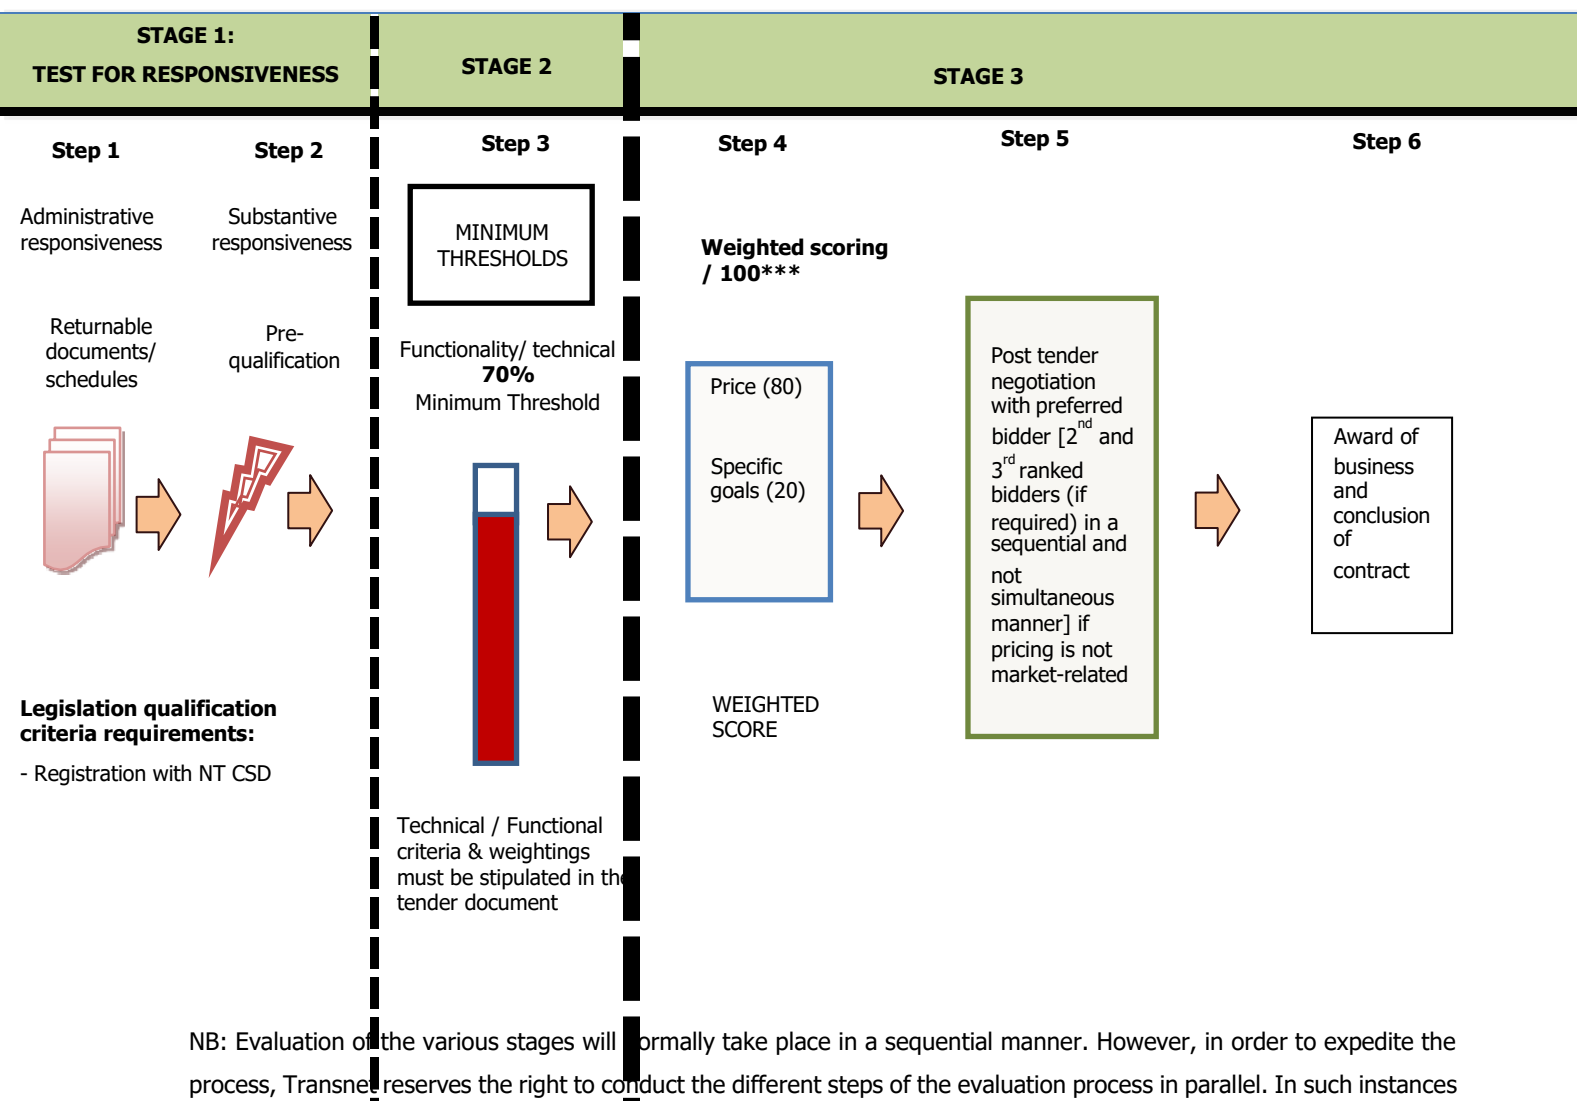 STAGE 1:
TEST FOR RESPONSIVENESS
STAGE 2
STAGE 3
Step 1
Step 2
Step 3
Step 4
Step 5
Step 6
Administrative
responsiveness
Returnable
documents/
schedules
Substantive
responsiveness
Pre-
qualification
Legislation qualification
criteria requirements:
- Registration with NT CSD
MINIMUM
THRESHOLDS
Functionality/ technical
70%
Minimum Threshold
Technical / Functional
criteria & weightings
must be stipulated in the
tender document
Weighted scoring
/ 100***
Price (80)
Specific
goals (20)
WEIGHTED
SCORE
Post tender
negotiation
with preferred
bidder [2nd and
3rd ranked
bidders (if
required) in a
sequential and
not
simultaneous
manner] if
pricing is not
market-related
Award of
business
and
conclusion
of
contract
NB: Evaluation of the various stages will normally take place in a sequential manner. However, in order to expedite the
process, Transnet reserves the right to conduct the different steps of the evaluation process in parallel. In such instances